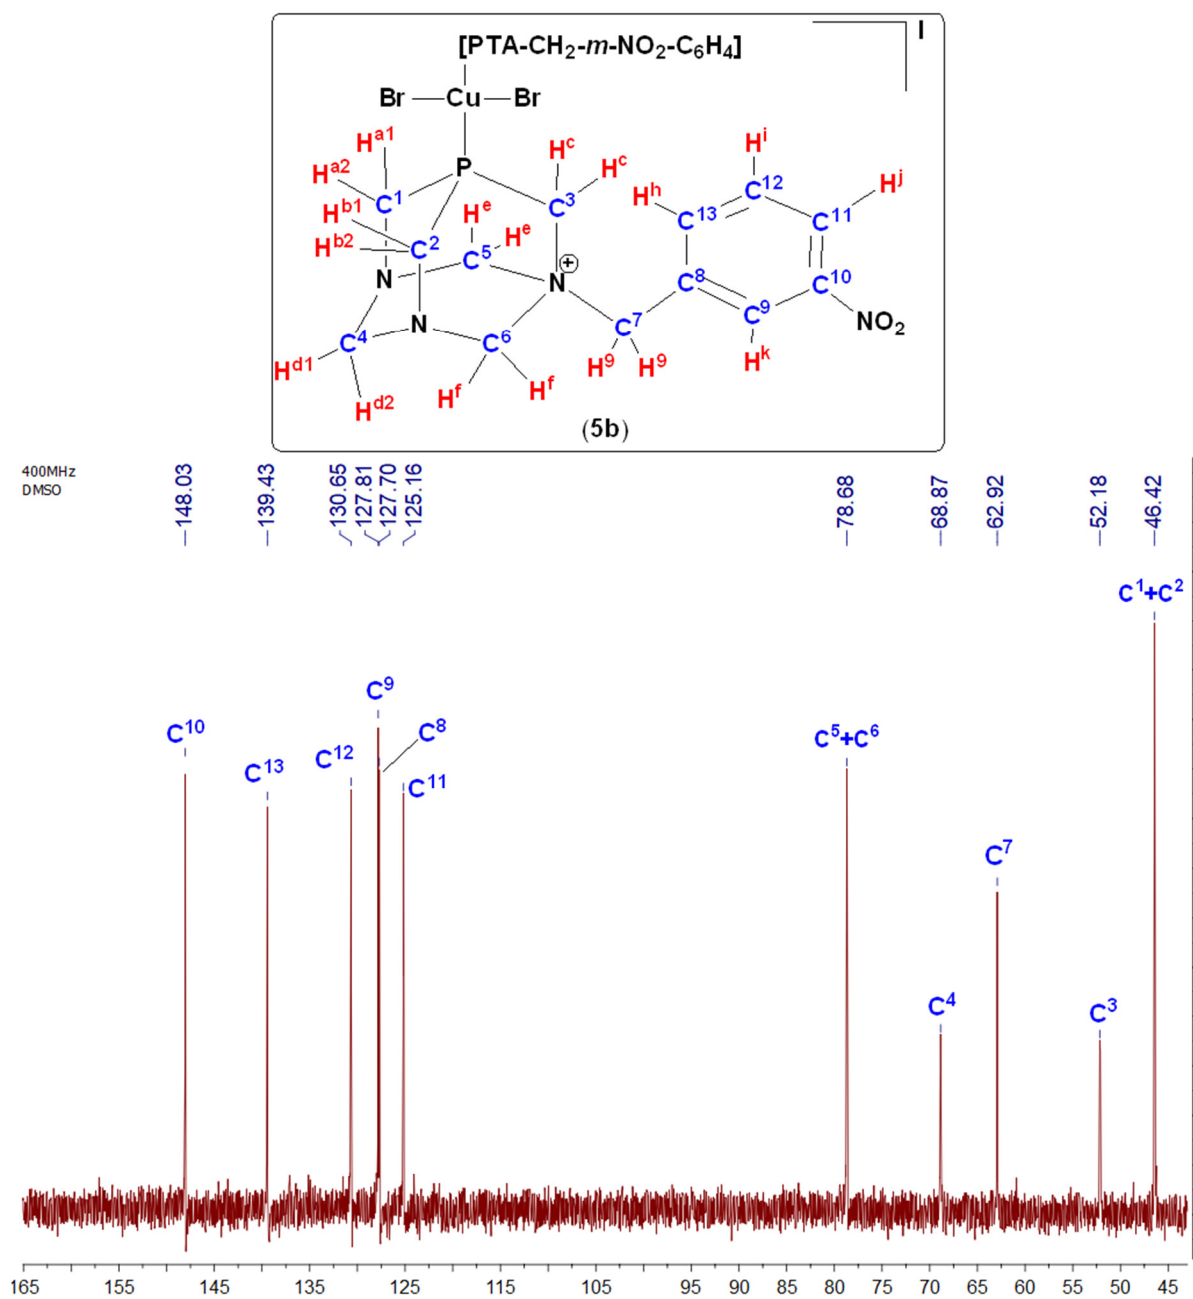 I
[PTA-CH2-m-NO2-C6H4]
Br Cu Br
Ha1 Hc
Ha2 P Hc Hi
C1 C3 Hh C12 Hj
Hb1 He C13 C11
Hb2 C2 C5 He
N N + C8 C10
C4 N C6 C7 C9 NO2
Hd1 H9 H9 Hk
Hd2 Hf Hf
(5b)
400MHz
DMSO
148.03
139.43
130.65
127.81
127.70
125.16
78.68
68.87
62.92
52.18
46.42
C1+C2
C9
C10 C8 C5+C6
C13 C12 C11
C7
C4 C3
165 155 145 135 125 115 105 95 90 85 80 75 70 65 60 55 50 45